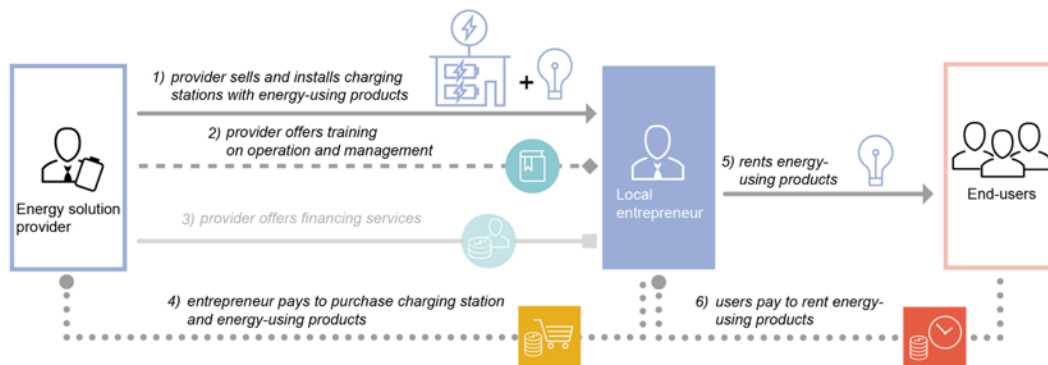 1) provider sells and installs charging
stations with energy-using products
+
2) provider offers training
on operation and management
Energy solution
provider
3) provider offers financing services
Local
entrepreneur
5) rents energy-
using products
End-users
4) entrepreneur pays to purchase charging station
and energy-using products
6) users pay to rent energy-
using products